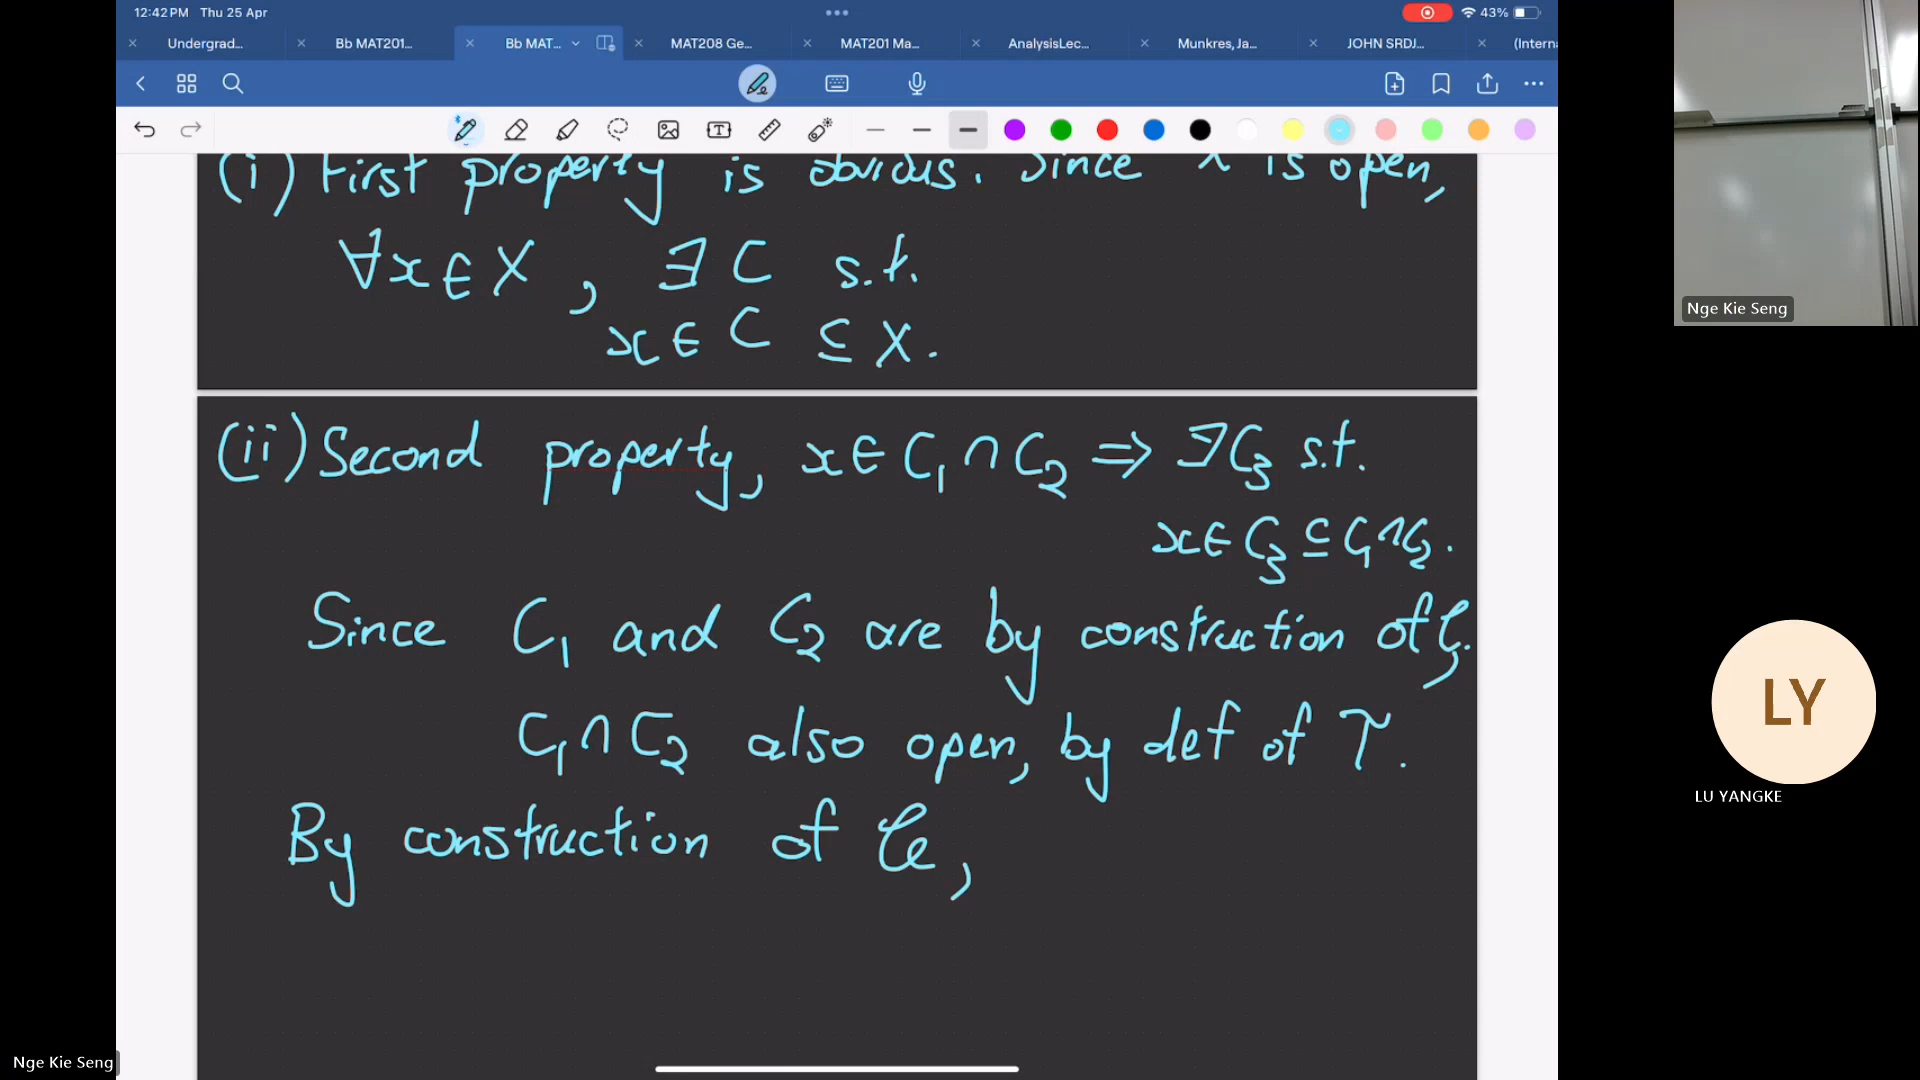 12:42 PM Thu 25 Apr
43%
Undergrad...
Bb MAT201...
Bb MAT...
MAT208 Ge...
MAT201 Ma...
AnalysisLec...
Munkres, Ja...
JOHN SRDJ...
(Intern
(i) First property is obvious. Since X is open,
∀x∈X, ∃ C s.t.
x∈ C ⊆ X.
(ii) Second property, x∈ C₁∩C₂ ⇒ ∃C₃ s.t.
x∈ C₃ ⊆ C₁∩C₂.
Since C₁ and C₂ are by construction of 𝒞.
C₁∩C₂ also open, by def of 𝒯.
By construction of 𝒞,
Nge Kie Seng
LY
LU YANGKE
Nge Kie Seng